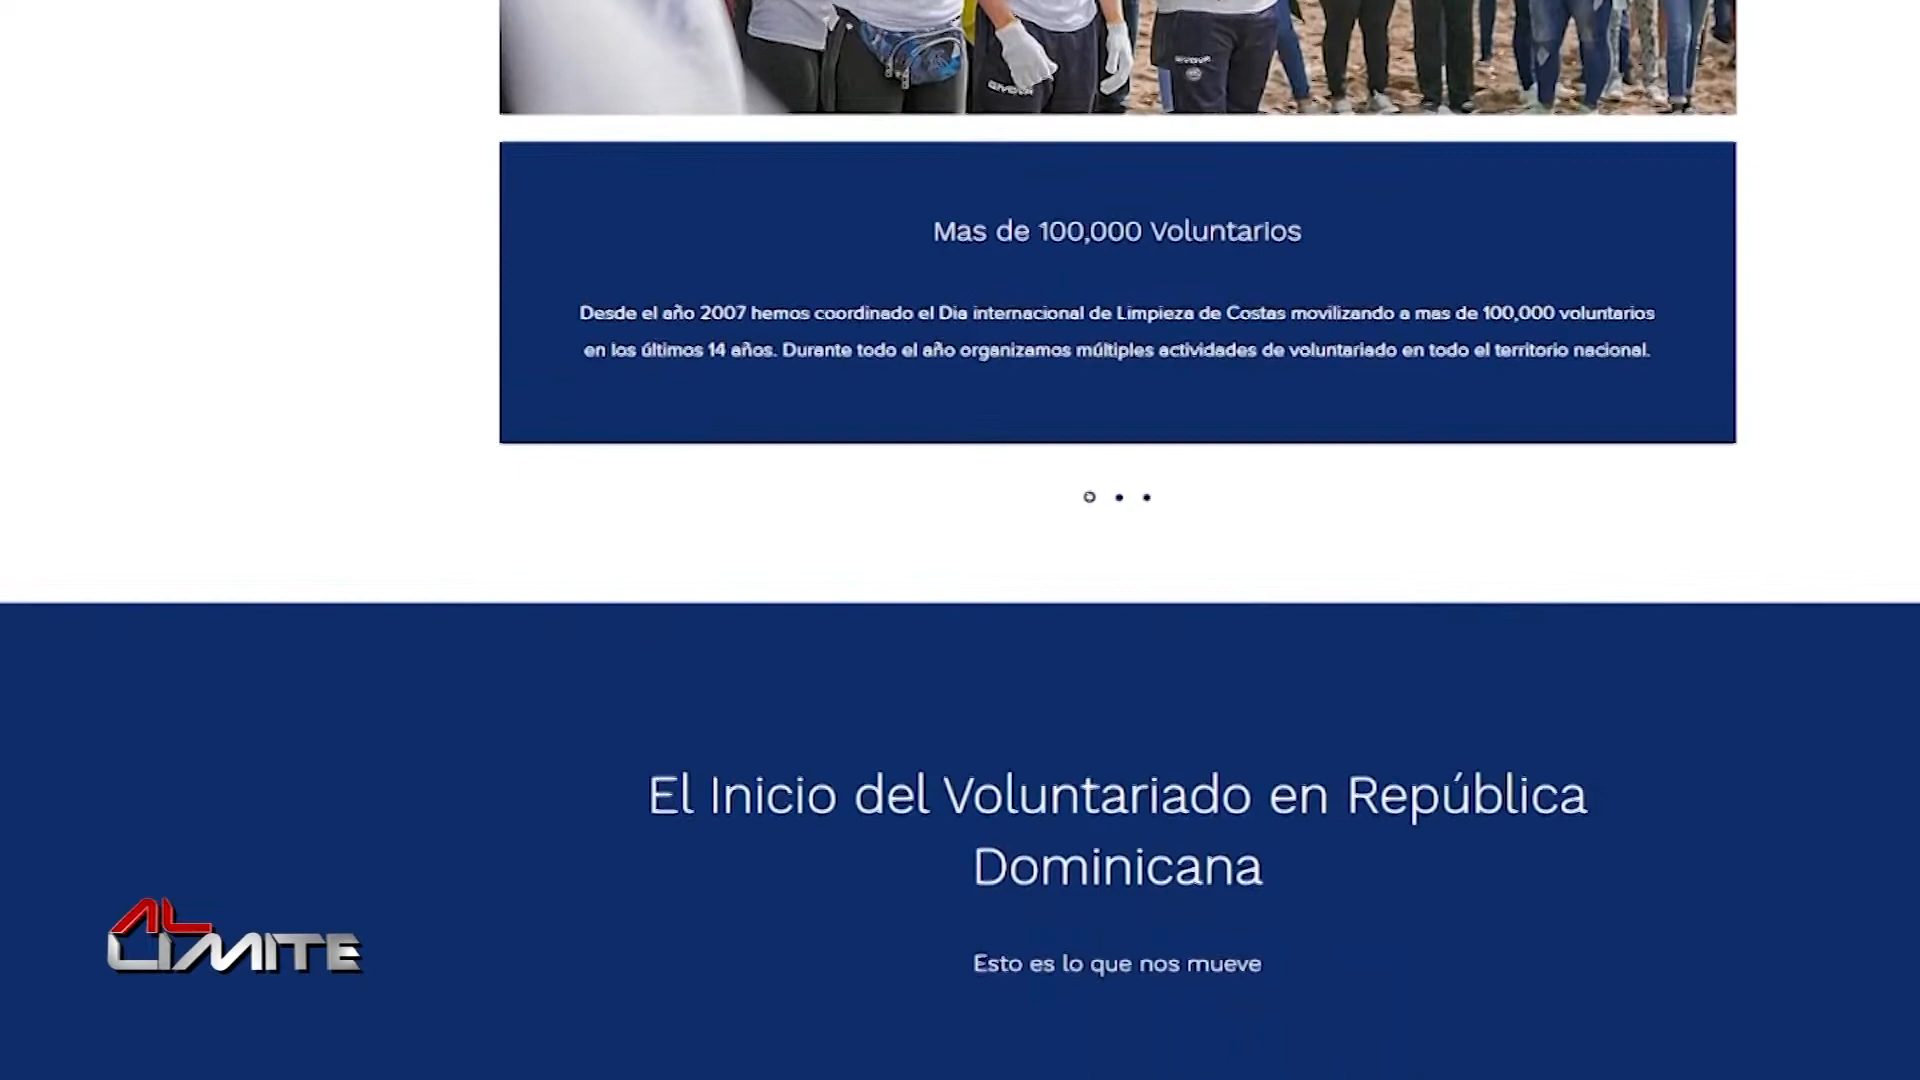 Mas de 100,000 Voluntarios
Desde el año 2007 hemos coordinado el Dia internacional de Limpieza de Costas movilizando a mas de 100,000 voluntarios
en los últimos 14 años. Durante todo el año organizamos múltiples actividades de voluntariado en todo el territorio nacional.
El Inicio del Voluntariado en República
Dominicana
Esto es lo que nos mueve
AL
LIMITE